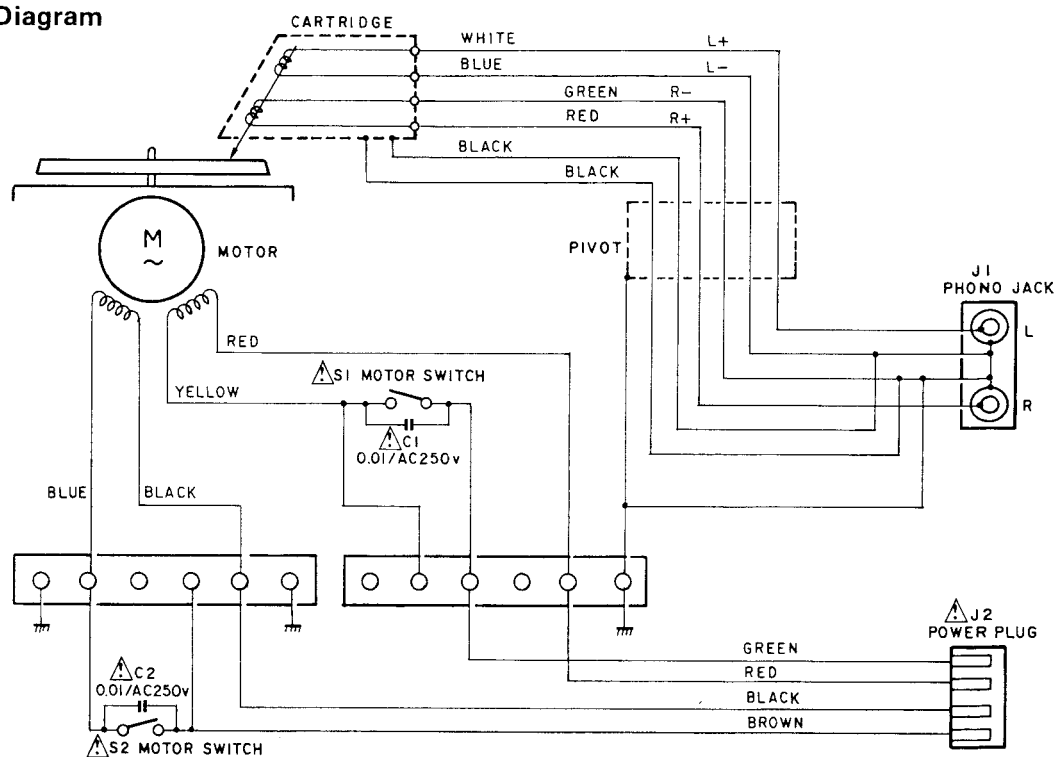 Diagram
CARTRIDGE
WHITE L+
BLUE L-
GREEN R-
RED R+
BLACK
BLACK
M
~
MOTOR
PIVOT
J1
PHONO JACK
L
R
RED
S1 MOTOR SWITCH
YELLOW
C1
0.01/AC250V
BLUE
BLACK
J2
POWER PLUG
GREEN
RED
BLACK
BROWN
C2
0.01/AC250V
S2 MOTOR SWITCH